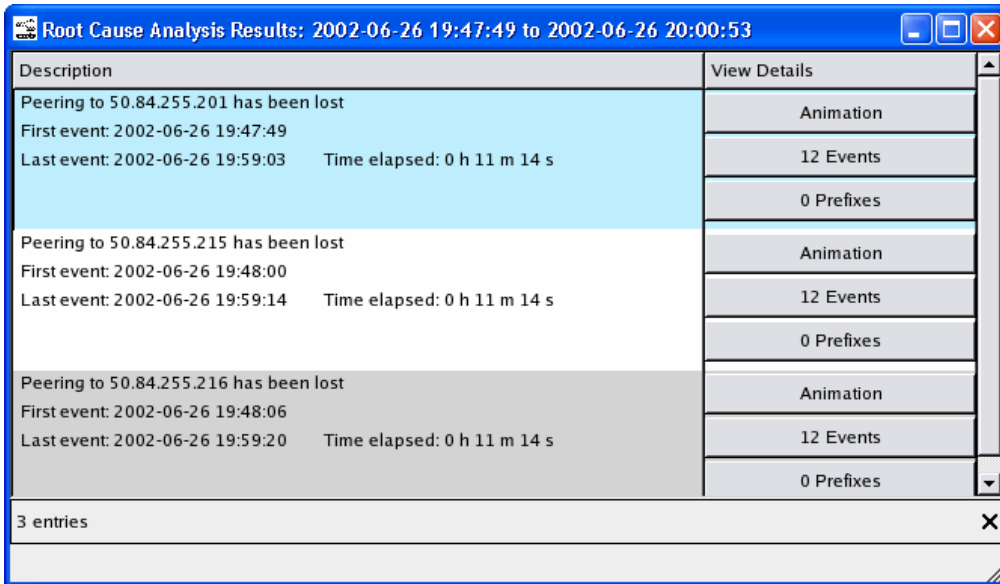 Root Cause Analysis Results: 2002-06-26 19:47:49 to 2002-06-26 20:00:53
Description View Details
Peering to 50.84.255.201 has been lost
First event: 2002-06-26 19:47:49
Last event: 2002-06-26 19:59:03 Time elapsed: 0 h 11 m 14 s
Animation
12 Events
0 Prefixes
Peering to 50.84.255.215 has been lost
First event: 2002-06-26 19:48:00
Last event: 2002-06-26 19:59:14 Time elapsed: 0 h 11 m 14 s
Animation
12 Events
0 Prefixes
Peering to 50.84.255.216 has been lost
First event: 2002-06-26 19:48:06
Last event: 2002-06-26 19:59:20 Time elapsed: 0 h 11 m 14 s
Animation
12 Events
0 Prefixes
3 entries